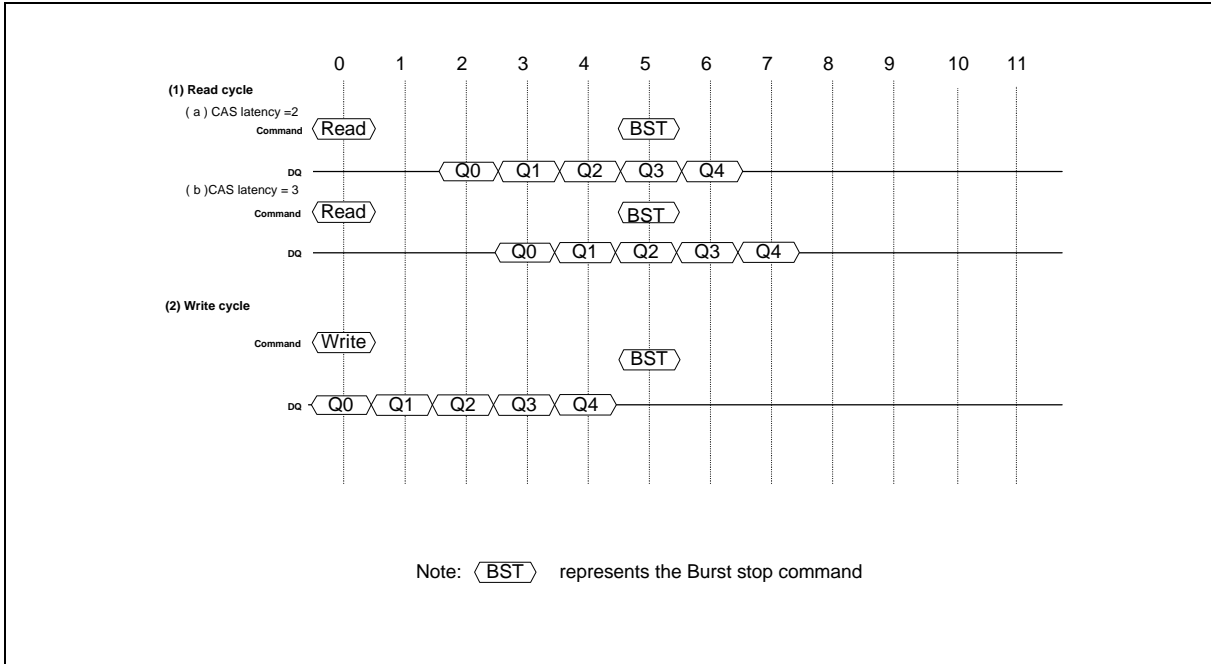 0 1 2 3 4 5 6 7 8 9 10 11
(1) Read cycle
( a ) CAS latency =2
Command Read BST
DQ Q0 Q1 Q2 Q3 Q4
( b )CAS latency = 3
Command Read BST
DQ Q0 Q1 Q2 Q3 Q4
(2) Write cycle
Command Write BST
DQ Q0 Q1 Q2 Q3 Q4
Note: BST represents the Burst stop command